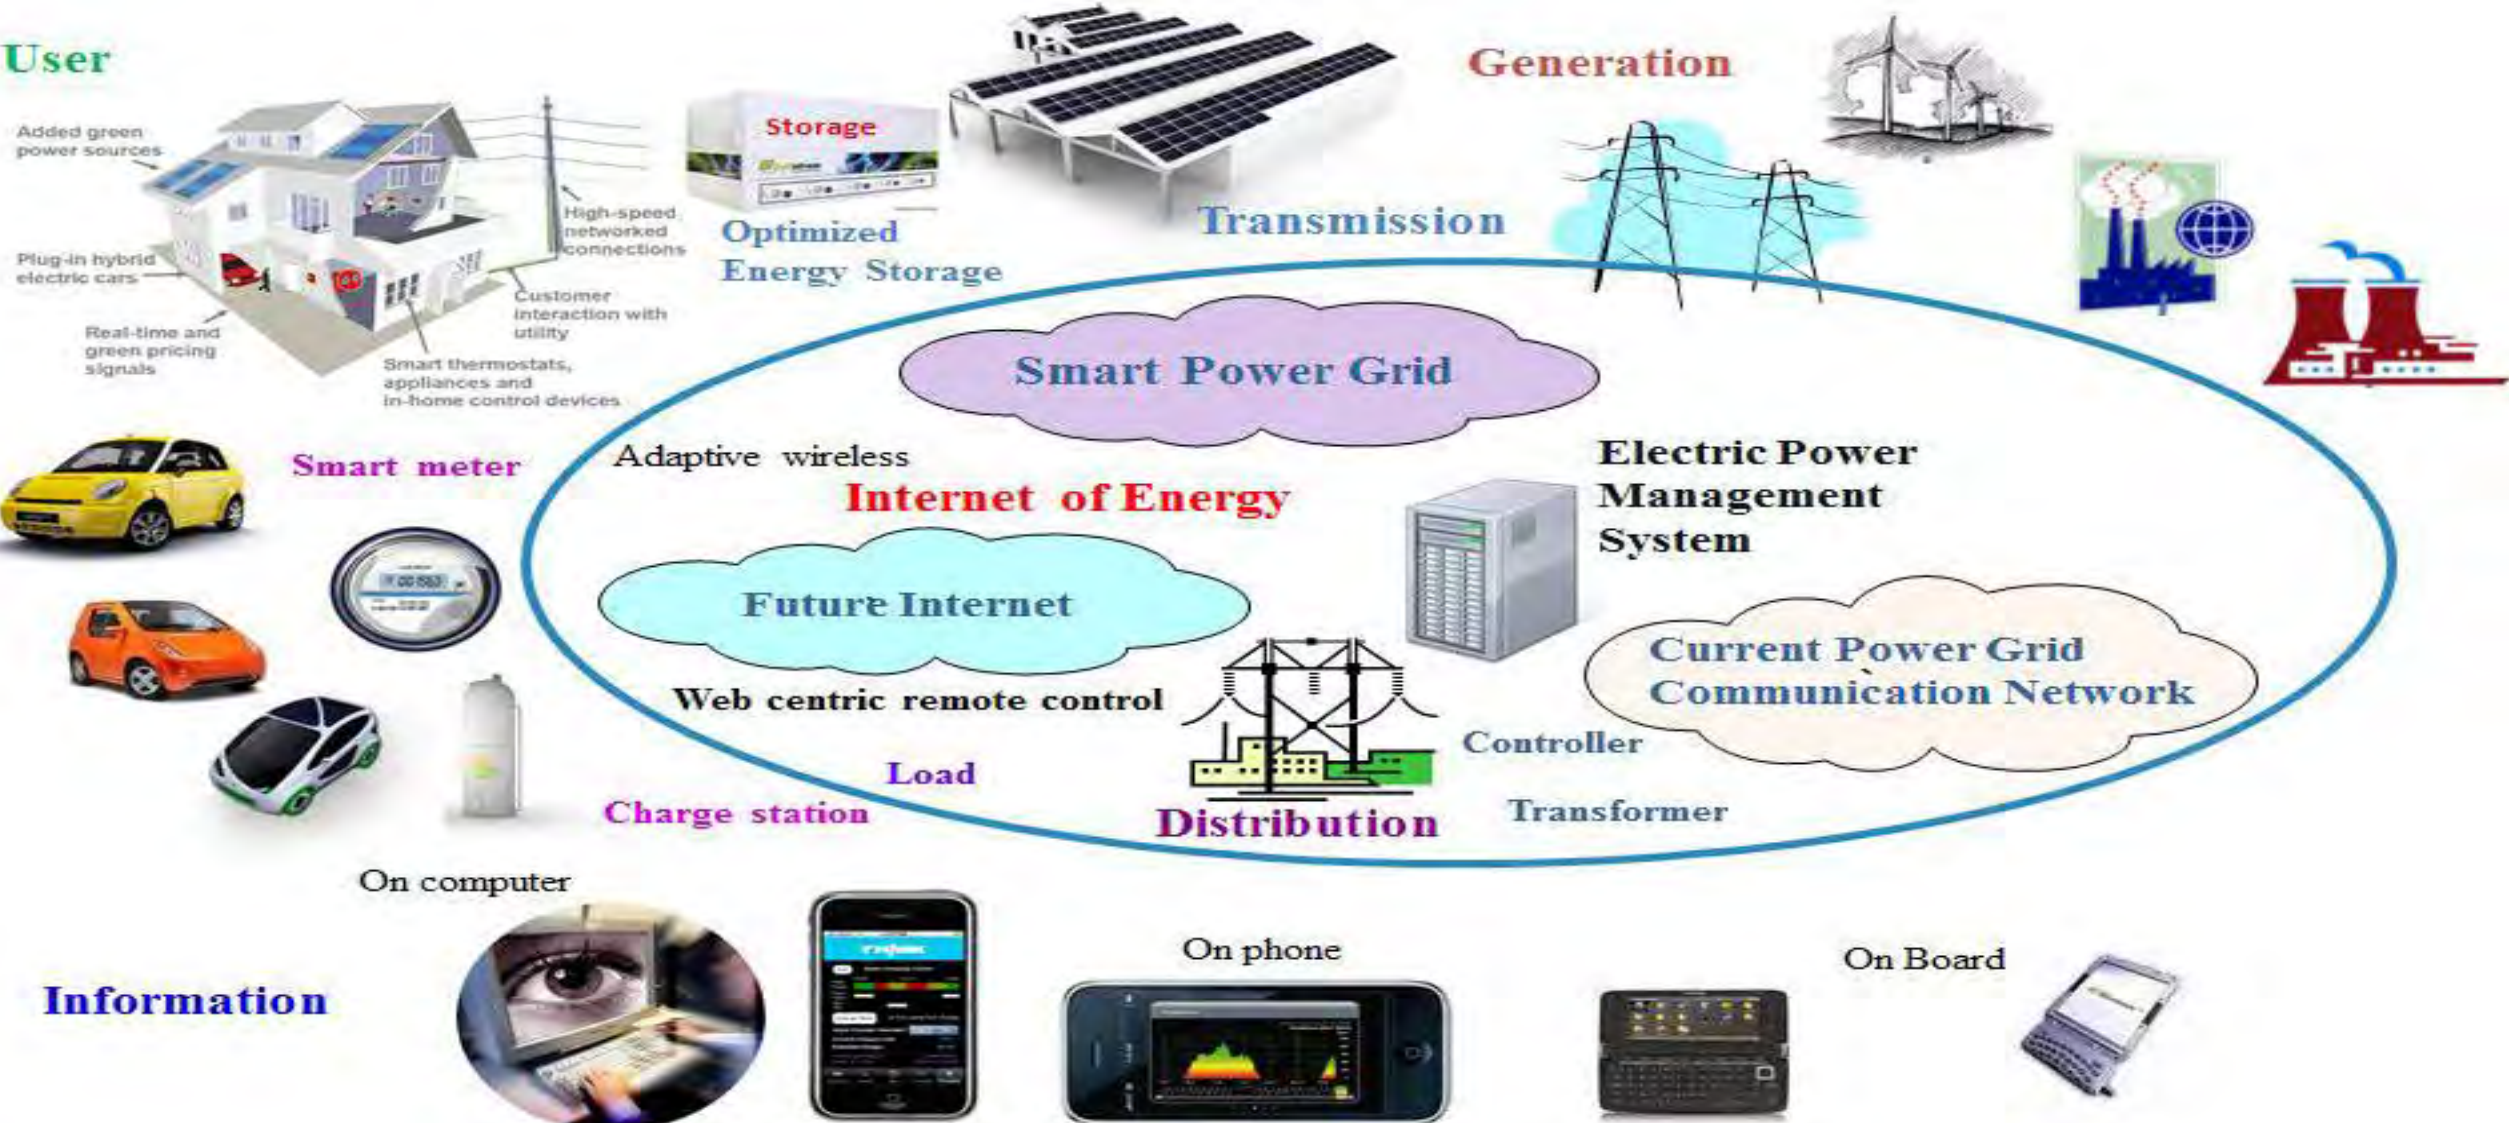 User
Generation
Storage
Added green
power sources
High-speed
networked
connections
Transmission
Optimized
Energy Storage
Plug-in hybrid
electric cars
Customer
interaction with
utility
Real-time and
green pricing
signals
Smart thermostats,
appliances and
in-home control devices
Smart Power Grid
Smart meter
Adaptive wireless
Internet of Energy
Electric Power
Management
System
Future Internet
Current Power Grid
Communication Network
Web centric remote control
Controller
Load
Charge station
Distribution
Transformer
On computer
On phone
On Board
Information